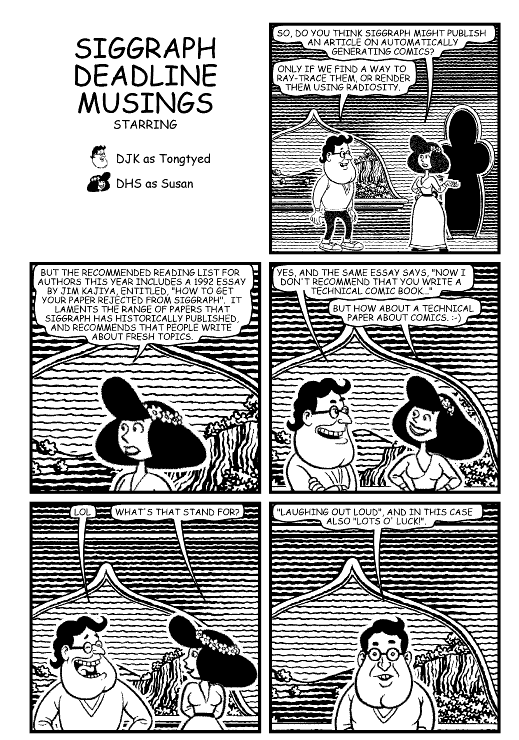 SIGGRAPH
DEADLINE
MUSINGS
STARRING
DJK as Tongtyed
DHS as Susan
SO, DO YOU THINK SIGGRAPH MIGHT PUBLISH
AN ARTICLE ON AUTOMATICALLY
GENERATING COMICS?
ONLY IF WE FIND A WAY TO
RAY-TRACE THEM, OR RENDER
THEM USING RADIOSITY.
BUT THE RECOMMENDED READING LIST FOR
AUTHORS THIS YEAR INCLUDES A 1992 ESSAY
BY JIM KAJIYA, ENTITLED, "HOW TO GET
YOUR PAPER REJECTED FROM SIGGRAPH". IT
LAMENTS THE RANGE OF PAPERS THAT
SIGGRAPH HAS HISTORICALLY PUBLISHED,
AND RECOMMENDS THAT PEOPLE WRITE
ABOUT FRESH TOPICS.
YES, AND THE SAME ESSAY SAYS, "NOW I
DON'T RECOMMEND THAT YOU WRITE A
TECHNICAL COMIC BOOK..."
BUT HOW ABOUT A TECHNICAL
PAPER ABOUT COMICS. :-)
LOL
WHAT'S THAT STAND FOR?
"LAUGHING OUT LOUD", AND IN THIS CASE
ALSO "LOTS O' LUCK!".